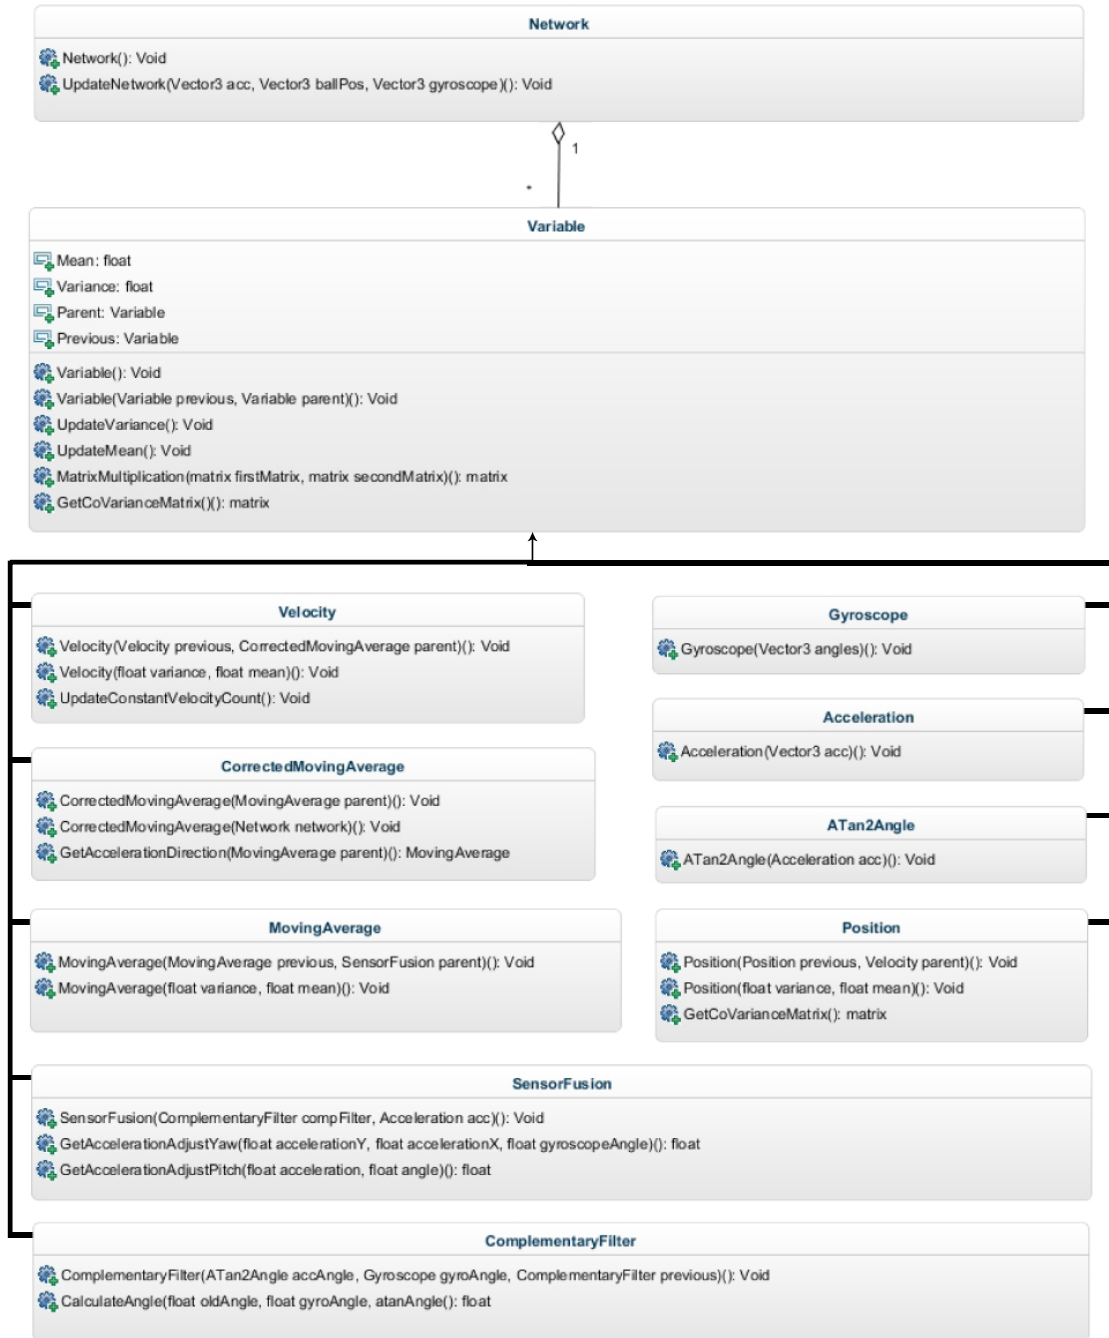 Network
Network(): Void
UpdateNetwork(Vector3 acc, Vector3 ballPos, Vector3 gyroscope)(): Void
1
*
Variable
Mean: float
Variance: float
Parent: Variable
Previous: Variable
Variable(): Void
Variable(Variable previous, Variable parent)(): Void
UpdateVariance(): Void
UpdateMean(): Void
MatrixMultiplication(matrix firstMatrix, matrix secondMatrix)(): matrix
GetCoVarianceMatrix()(): matrix
Velocity
Velocity(Velocity previous, CorrectedMovingAverage parent)(): Void
Velocity(float variance, float mean)(): Void
UpdateConstantVelocityCount(): Void
Gyroscope
Gyroscope(Vector3 angles)(): Void
Acceleration
Acceleration(Vector3 acc)(): Void
CorrectedMovingAverage
CorrectedMovingAverage(MovingAverage parent)(): Void
CorrectedMovingAverage(Network network)(): Void
GetAccelerationDirection(MovingAverage parent)(): MovingAverage
ATan2Angle
ATan2Angle(Acceleration acc)(): Void
MovingAverage
MovingAverage(MovingAverage previous, SensorFusion parent)(): Void
MovingAverage(float variance, float mean)(): Void
Position
Position(Position previous, Velocity parent)(): Void
Position(float variance, float mean)(): Void
GetCoVarianceMatrix(): matrix
SensorFusion
SensorFusion(ComplementaryFilter compFilter, Acceleration acc)(): Void
GetAccelerationAdjustYaw(float accelerationY, float accelerationX, float gyroscopeAngle)(): float
GetAccelerationAdjustPitch(float acceleration, float angle)(): float
ComplementaryFilter
ComplementaryFilter(ATan2Angle accAngle, Gyroscope gyroAngle, ComplementaryFilter previous)(): Void
CalculateAngle(float oldAngle, float gyroAngle, atanAngle(): float